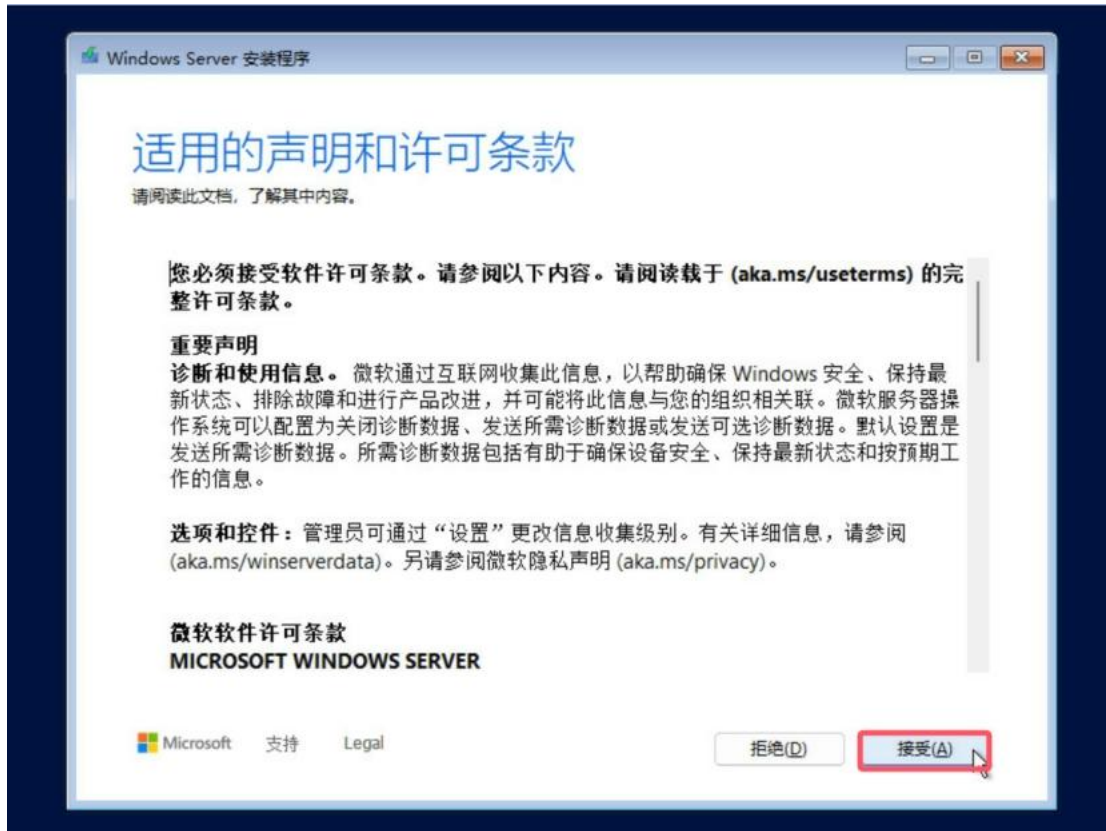 Windows Server 安装程序
适用的声明和许可条款
请阅读此文档，了解其中内容。
您必须接受软件许可条款。请参阅以下内容。请阅读载于 (aka.ms/useterms) 的完
整许可条款。
重要声明
诊断和使用信息。 微软通过互联网收集此信息，以帮助确保 Windows 安全、保持最
新状态、排除故障和进行产品改进，并可能将此信息与您的组织相关联。微软服务器操
作系统可以配置为关闭诊断数据、发送所需诊断数据或发送可选诊断数据。默认设置是
发送所需诊断数据。所需诊断数据包括有助于确保设备安全、保持最新状态和按预期工
作的信息。
选项和控件：管理员可通过“设置”更改信息收集级别。有关详细信息，请参阅
(aka.ms/winserverdata)。另请参阅微软隐私声明 (aka.ms/privacy)。
微软软件许可条款
MICROSOFT WINDOWS SERVER
Microsoft 支持 Legal
拒绝(D) 接受(A)